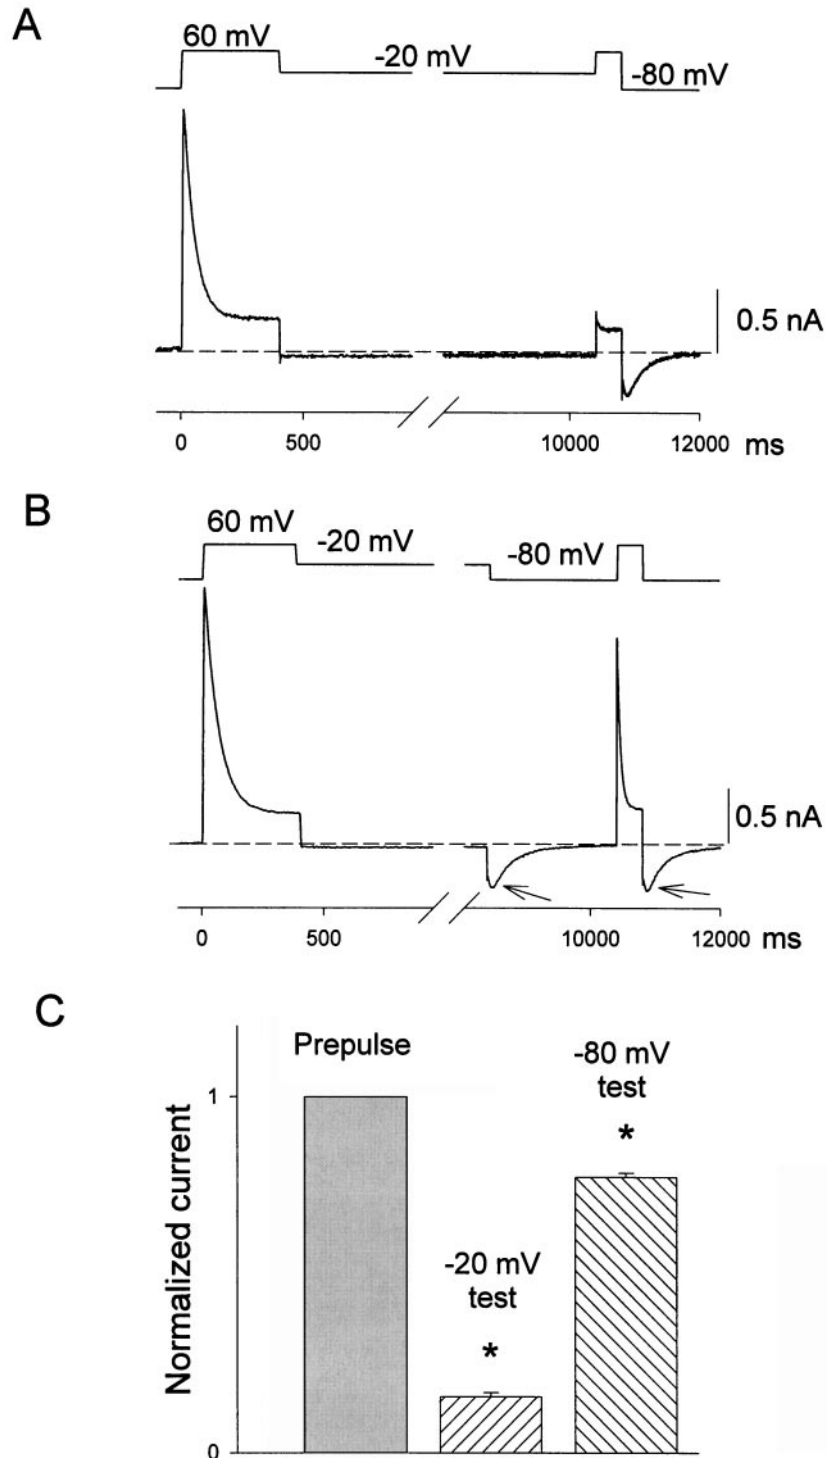 A
60 mV
-20 mV
-80 mV
0.5 nA
0 500 10000 12000 ms
B
60 mV
-20 mV
-80 mV
0.5 nA
0 500 10000 12000 ms
C
Normalized current
1
0
Prepulse
-20 mV
test
*
-80 mV
test
*